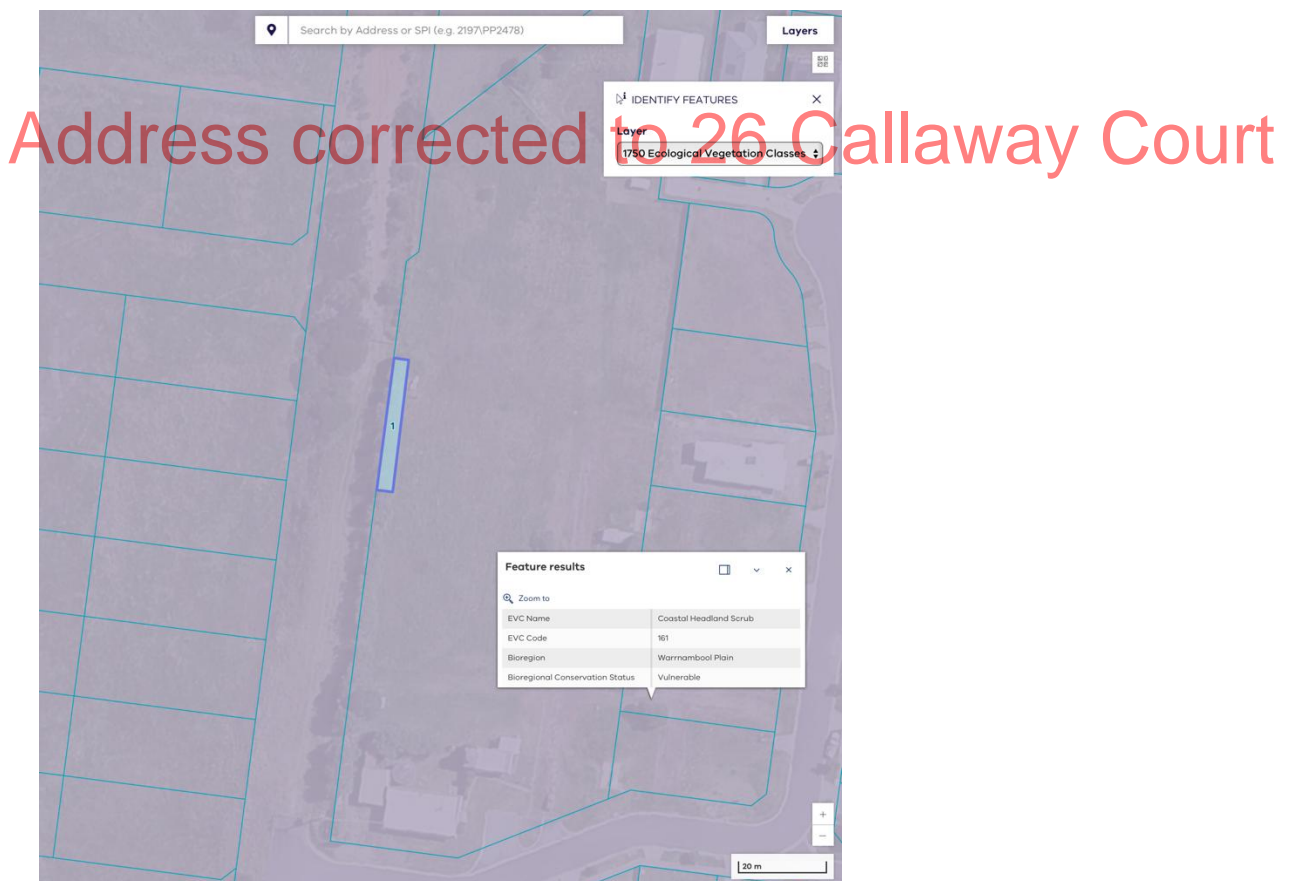 Search by Address or SPI (e.g. 2197\PP2478)
Layers
IDENTIFY FEATURES
Address corrected to 26 Callaway Court
Layer
1750 Ecological Vegetation Classes
1
Feature results
Zoom to
EVC Name Coastal Headland Scrub
EVC Code 161
Bioregion Warrnambool Plain
Bioregional Conservation Status Vulnerable
+
−
20 m